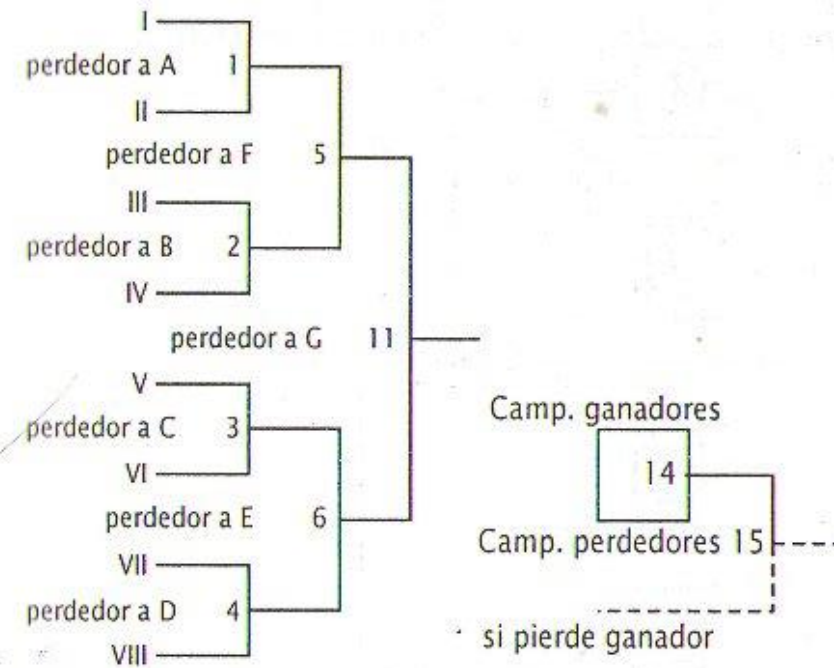 I
perdedor a A 1
II
perdedor a F 5
III
perdedor a B 2
IV
perdedor a G 11
V
perdedor a C 3
VI
perdedor a E 6
VII
perdedor a D 4
VIII
Camp. ganadores
14
Camp. perdedores 15
si pierde ganador